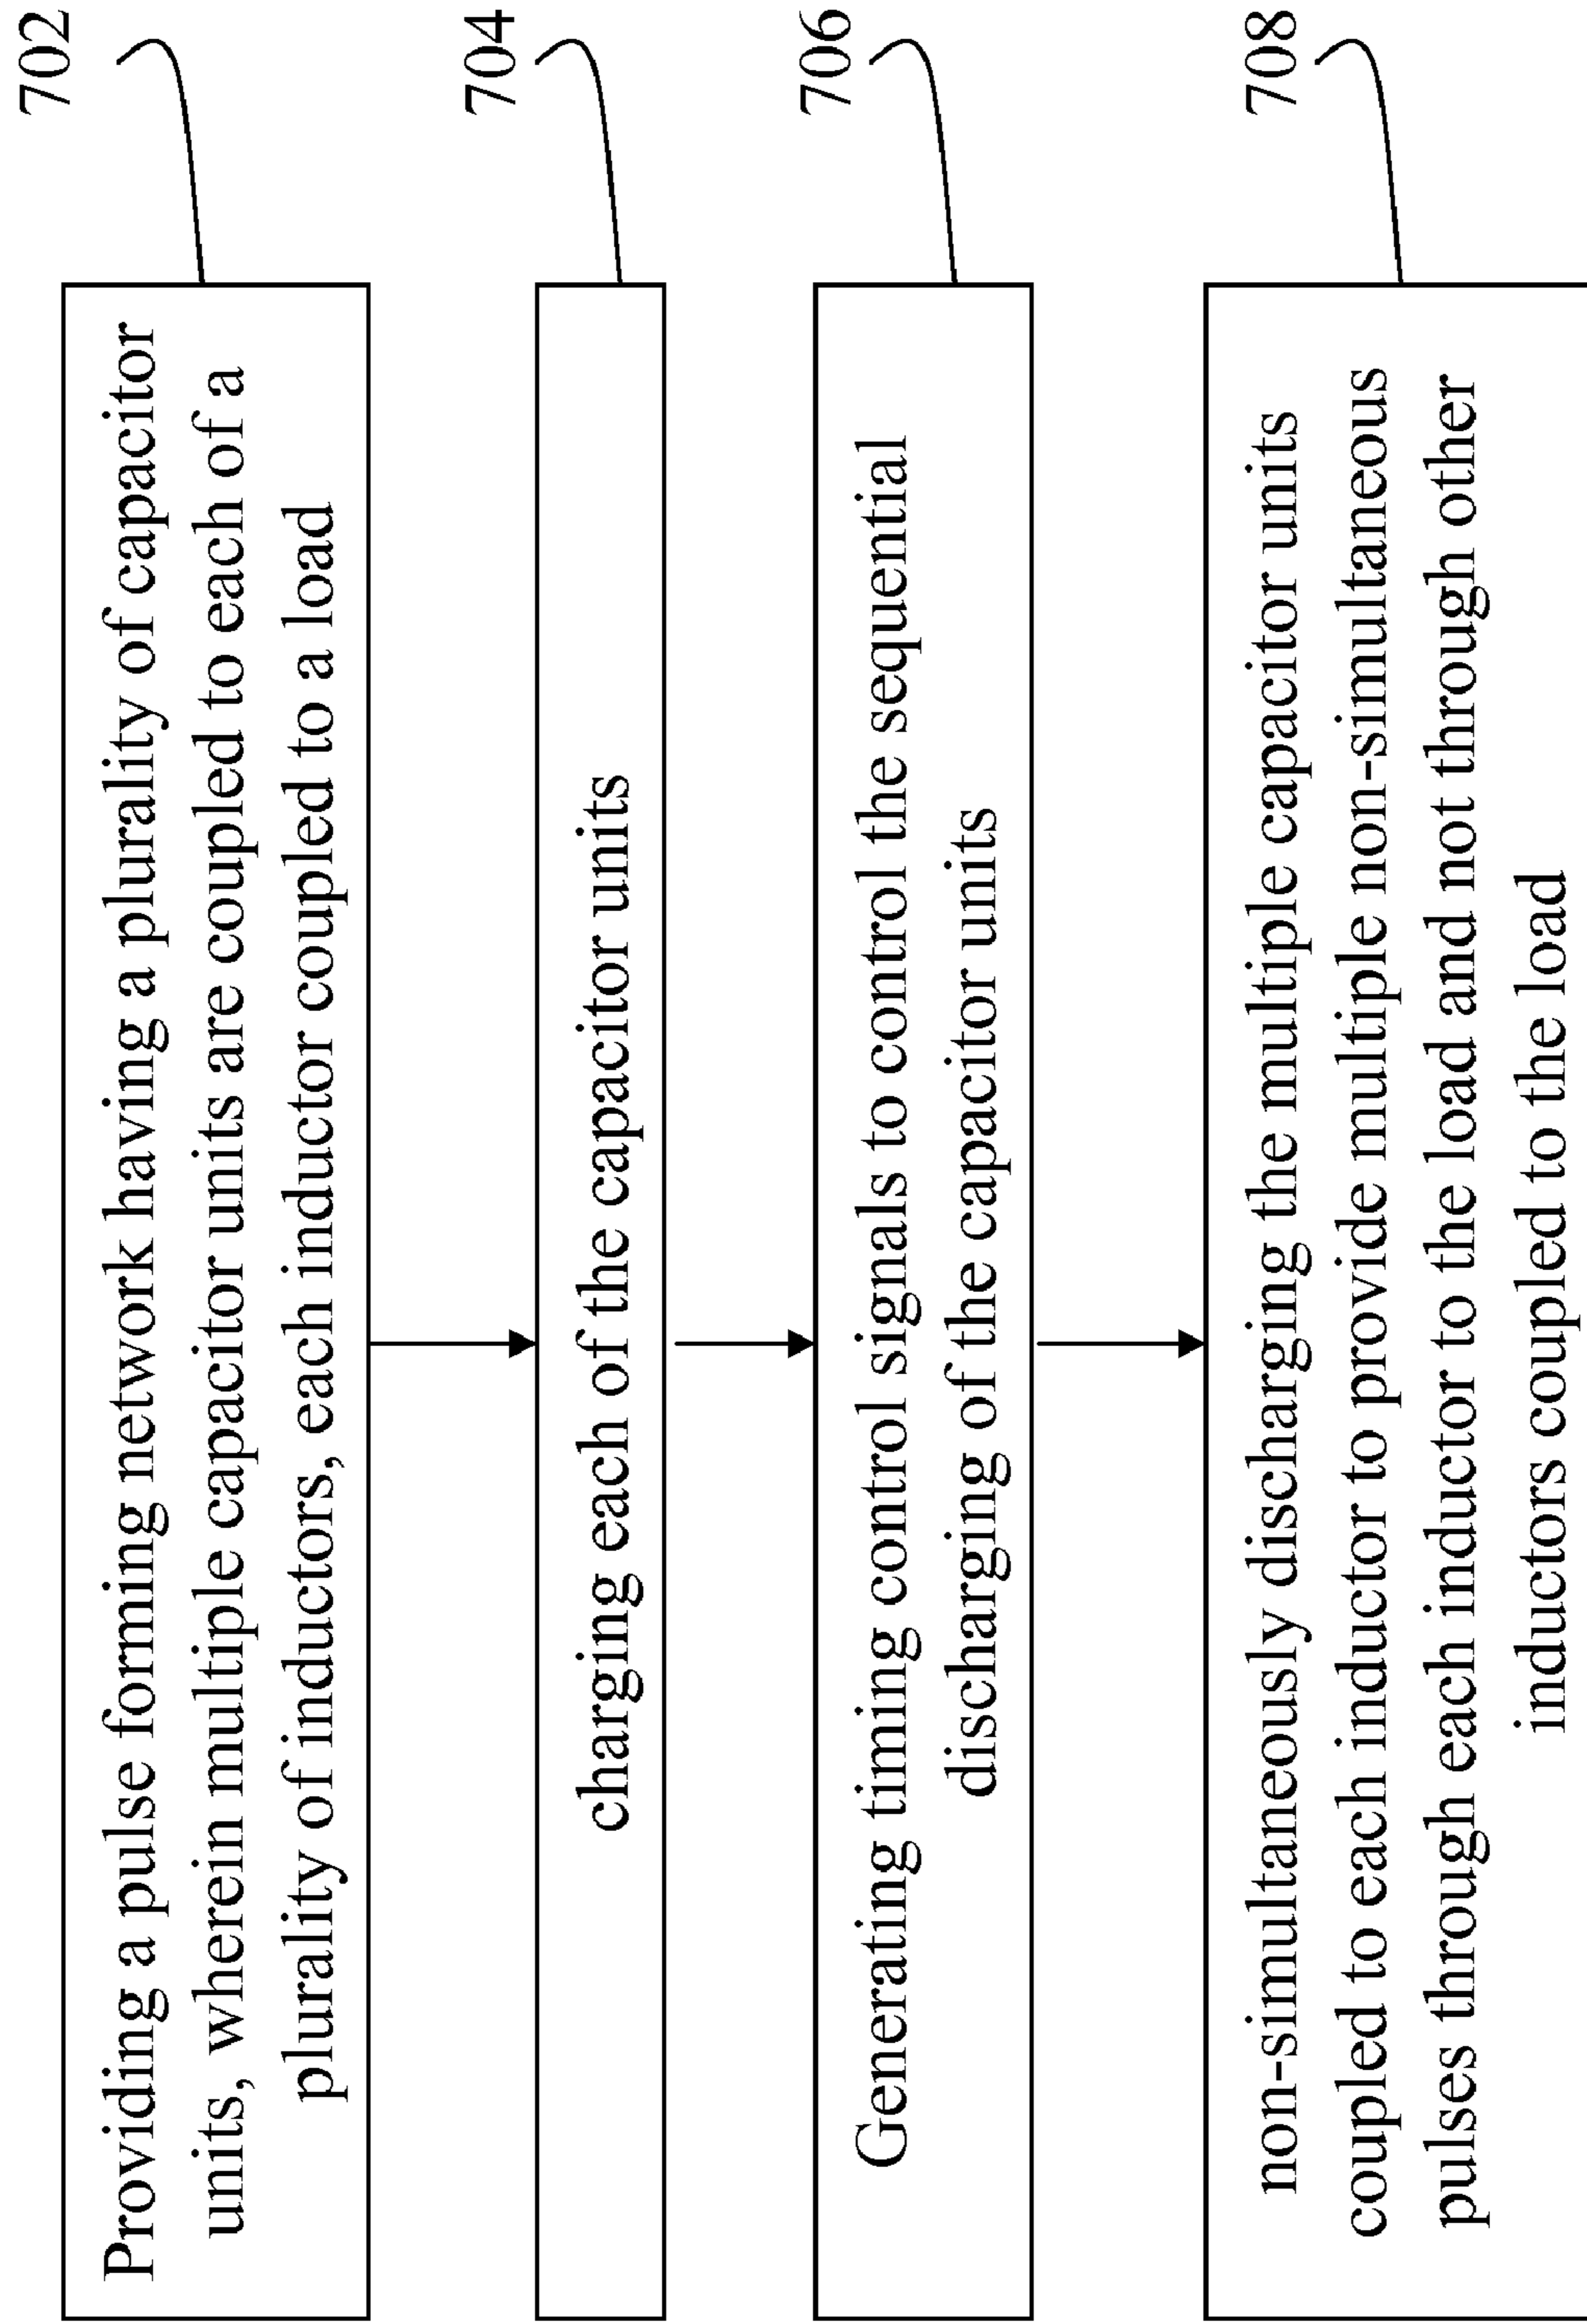 Providing a pulse forming network having a plurality of capacitor
units, wherein multiple capacitor units are coupled to each of a
plurality of inductors, each inductor coupled to a load
702
charging each of the capacitor units
704
Generating timing control signals to control the sequential
discharging of the capacitor units
706
non-simultaneously discharging the multiple capacitor units
coupled to each inductor to provide multiple non-simultaneous
pulses through each inductor to the load and not through other
inductors coupled to the load
708